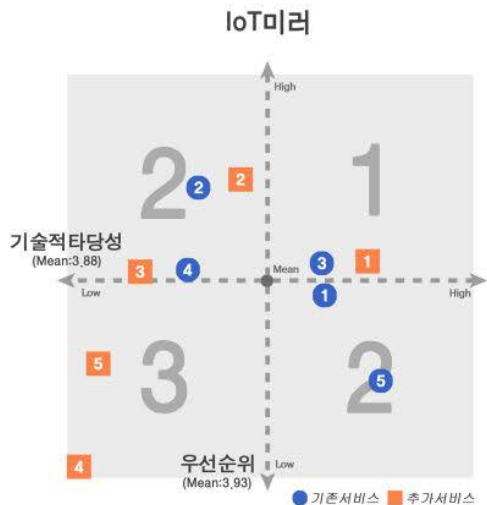 IoT미러
High
2
1
2
2
기술적타당성
(Mean:3.88)
3
4
Mean
3
1
Low
1
High
5
3
2
5
4
우선순위
(Mean:3.93)
Low
기존서비스
추가서비스